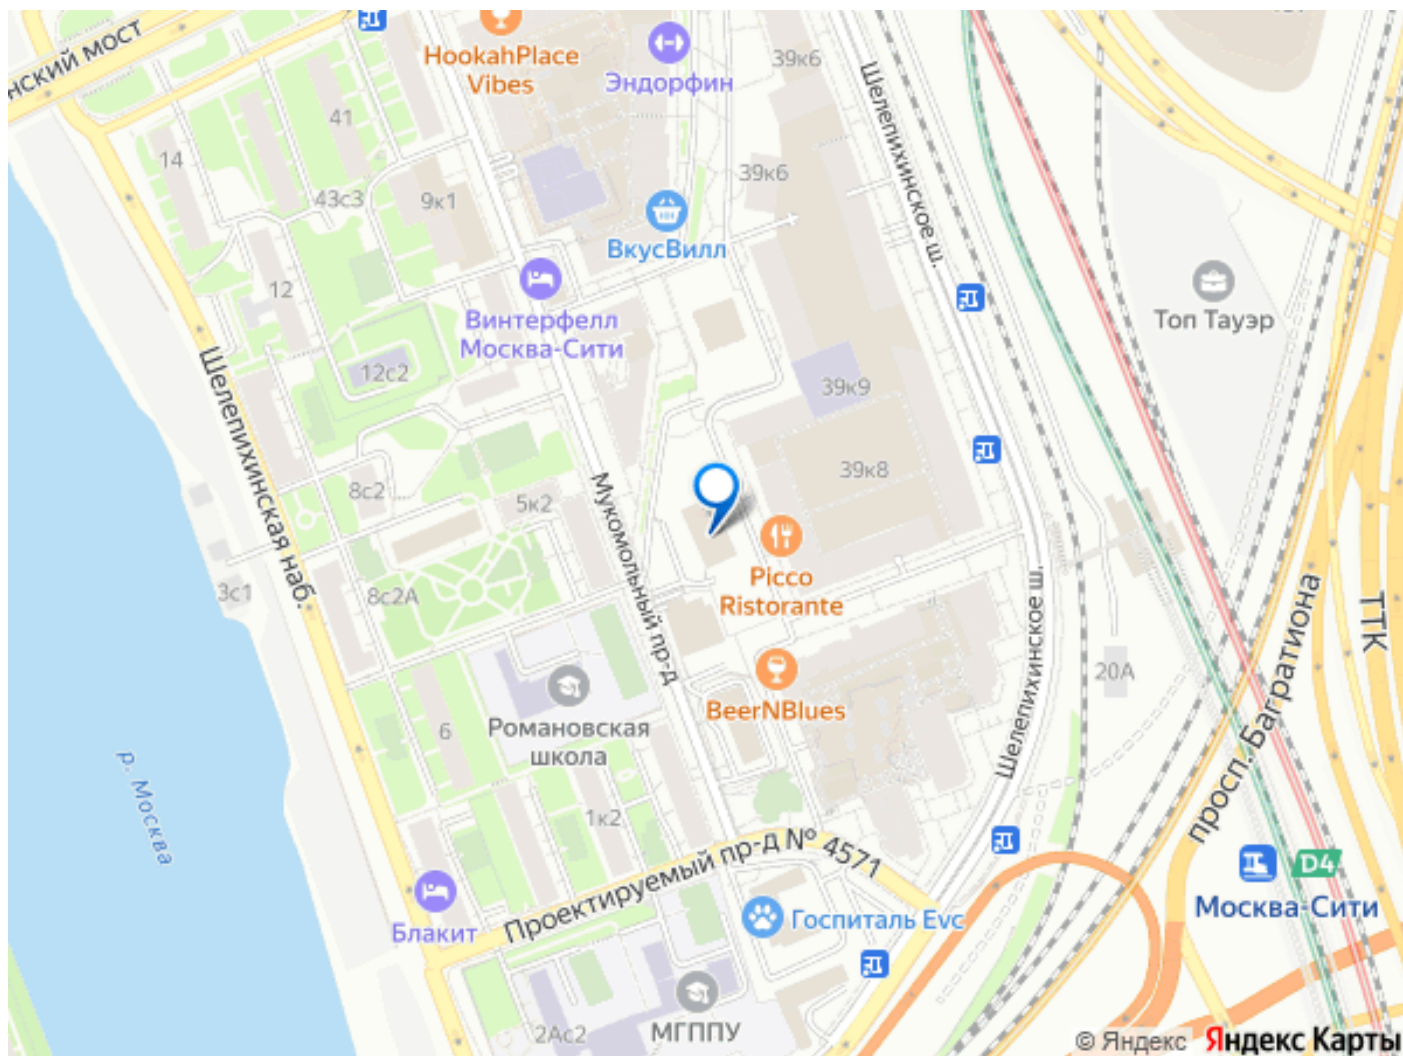 НСКИЙ МОСТ
HookahPlace
Vibes
Эндорфин
39к6
Шелепихинское ш.
41
14
39к6
43с3
9к1
ВкусВилл
12
Винтерфелл
Москва-Сити
Топ Тауэр
12с2
39к9
Шелепихинская наб.
39к8
8с2
5к2
Мукомольный пр-д
Picco
Ristorante
3с1
8с2А
Шелепихинское ш.
просп. Багратиона
ТТК
20А
BeerNBlues
6
Романовская
школа
р. Москва
1к2
Проектируемый пр-д № 4571
D4
Москва-Сити
Блакит
Госпиталь Evc
2Ас2
МГППУ
© Яндекс Яндекс Карты